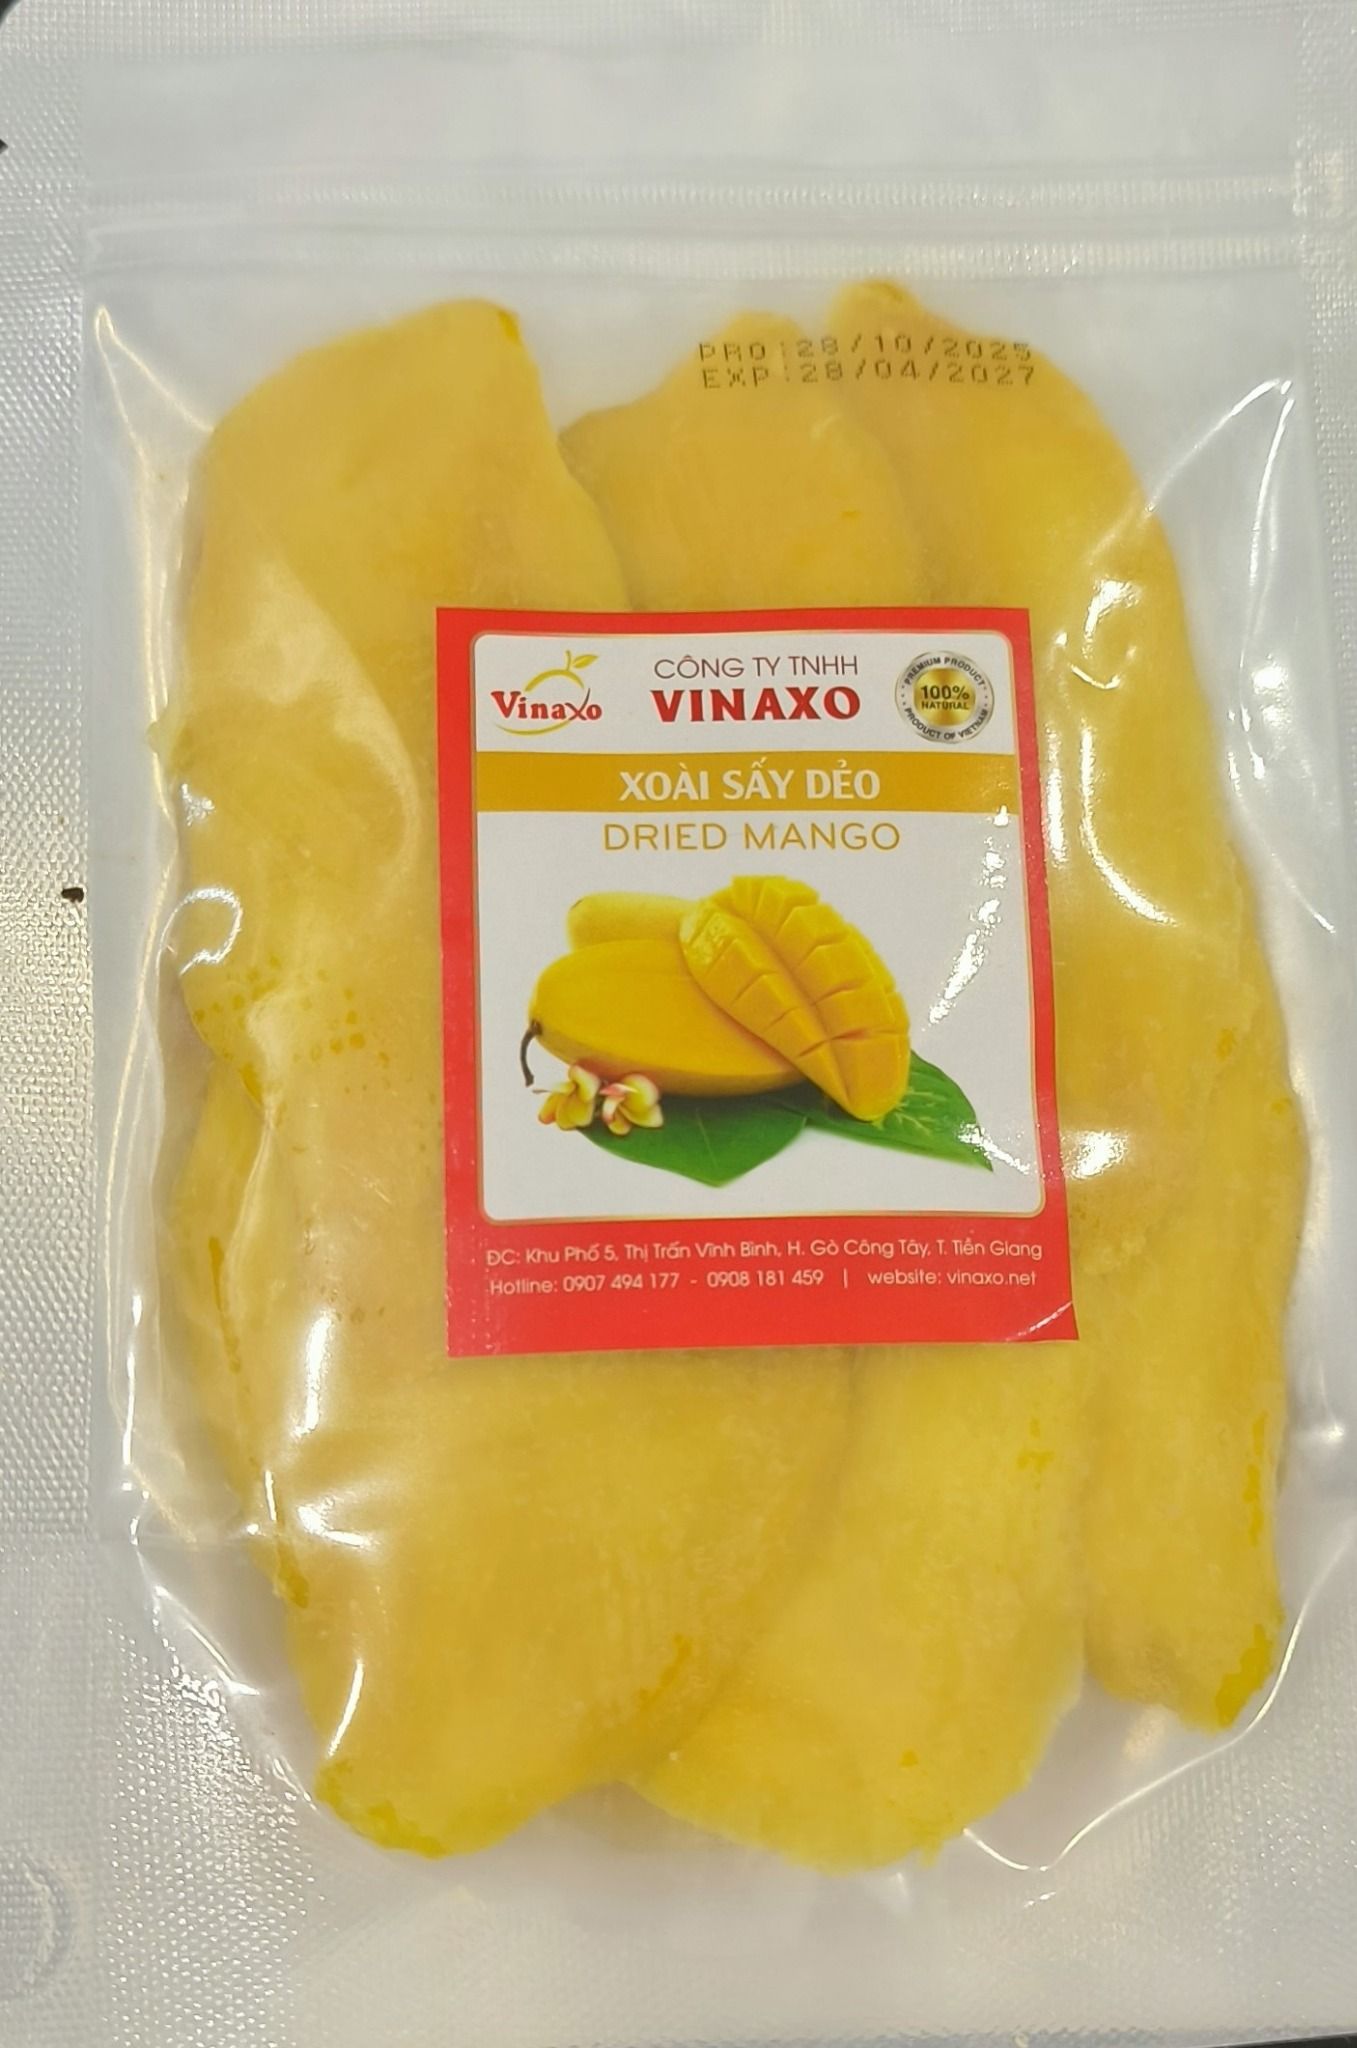 PRO :28/10/2025
EXP :28/04/2027
Vinaxo
CÔNG TY TNHH
VINAXO
PREMIUM PRODUCT
100%
NATURAL
PRODUCT OF VIETNAM
XOÀI SẤY DẺO
DRIED MANGO
ĐC: Khu Phố 5, Thị Trấn Vĩnh Bình, H. Gò Công Tây, T. Tiền Giang
Hotline: 0907 494 177 - 0908 181 459 | website: vinaxo.net